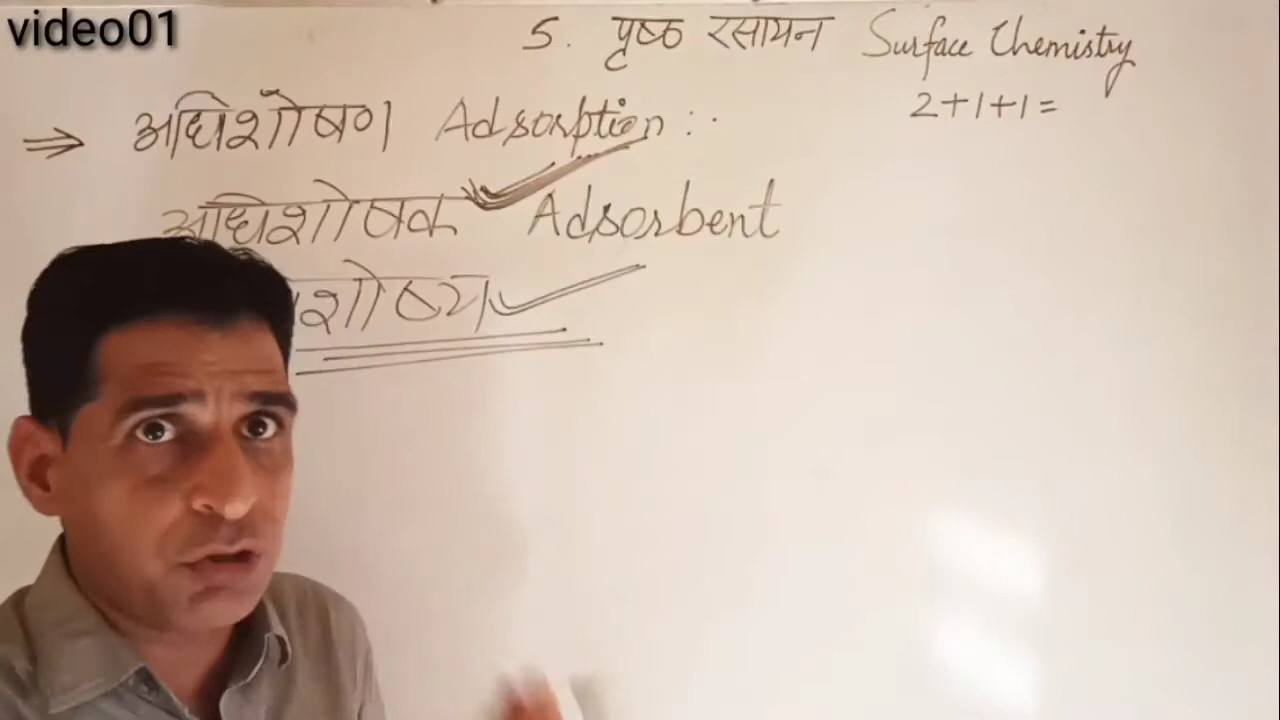 video01
5. पृष्ठ रसायन Surface Chemistry
2+1+1=
⇒ अधिशोषण Adsorption :.
अधिशोषक Adsorbent
शोष्य